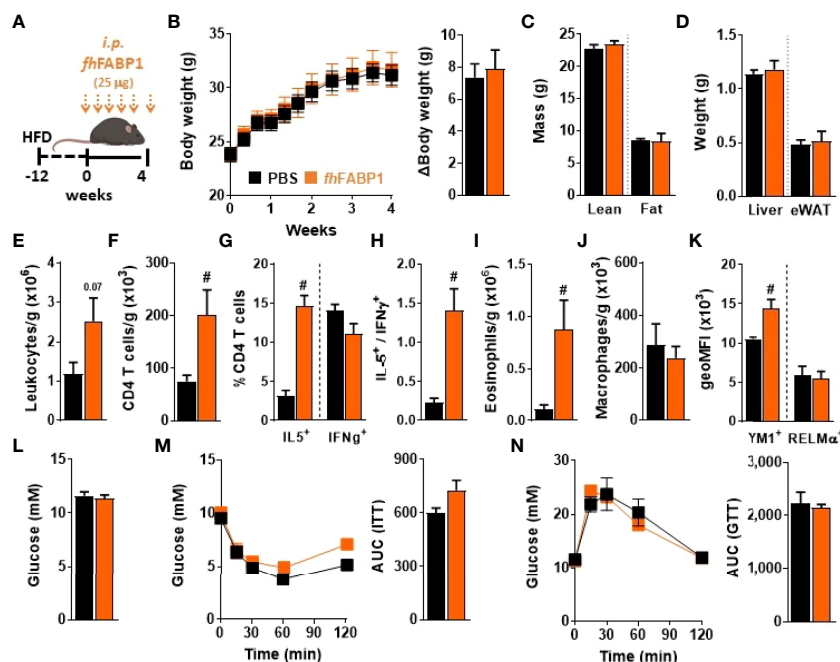 A
i.p.
fhFABP1
(25 µg)
HFD
-12 0 4
weeks
B
Body weight (g)
35
30
25
20
0 1 2 3 4
Weeks
PBS fhFABP1
ΔBody weight (g)
10
8
6
4
2
0
C
Mass (g)
25
20
15
10
5
0
Lean Fat
D
Weight (g)
1.5
1.0
0.5
0.0
Liver eWAT
E
Leukocytes/g (x10⁶)
4
3
2
1
0
0.07
F
CD4 T cells/g (x10³)
300
200
100
0
#
G
% CD4 T cells
20
15
10
5
0
#
IL5⁺ IFNg⁺
H
IL-5⁺ / IFNγ⁺
2.0
1.5
1.0
0.5
0.0
#
I
Eosinophils/g (x10⁶)
1.5
1.0
0.5
0.0
#
J
Macrophages/g (x10³)
800
600
400
200
0
K
geoMFI (x10³)
20
15
10
5
0
#
YM1⁺ RELMα⁺
L
Glucose (mM)
15
10
5
0
M
Glucose (mM)
15
10
5
0
0 30 60 90 120
Time (min)
AUC (ITT)
900
600
300
0
N
Glucose (mM)
30
20
10
0
0 30 60 90 120
Time (min)
AUC (GTT)
3,000
2,000
1,000
0